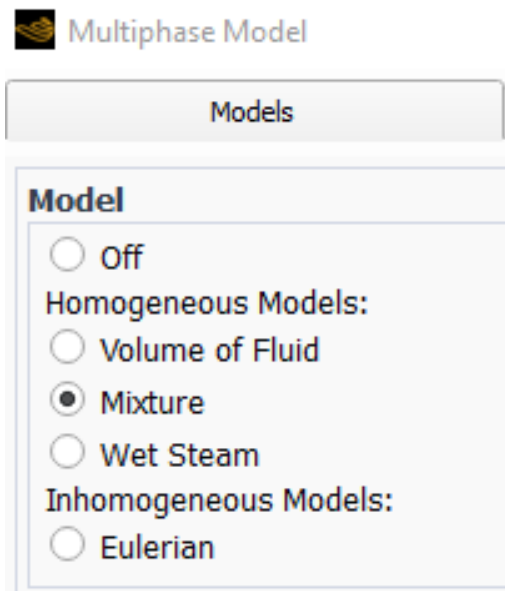 Multiphase Model
Models
Model
Off
Homogeneous Models:
Volume of Fluid
Mixture
Wet Steam
Inhomogeneous Models:
Eulerian